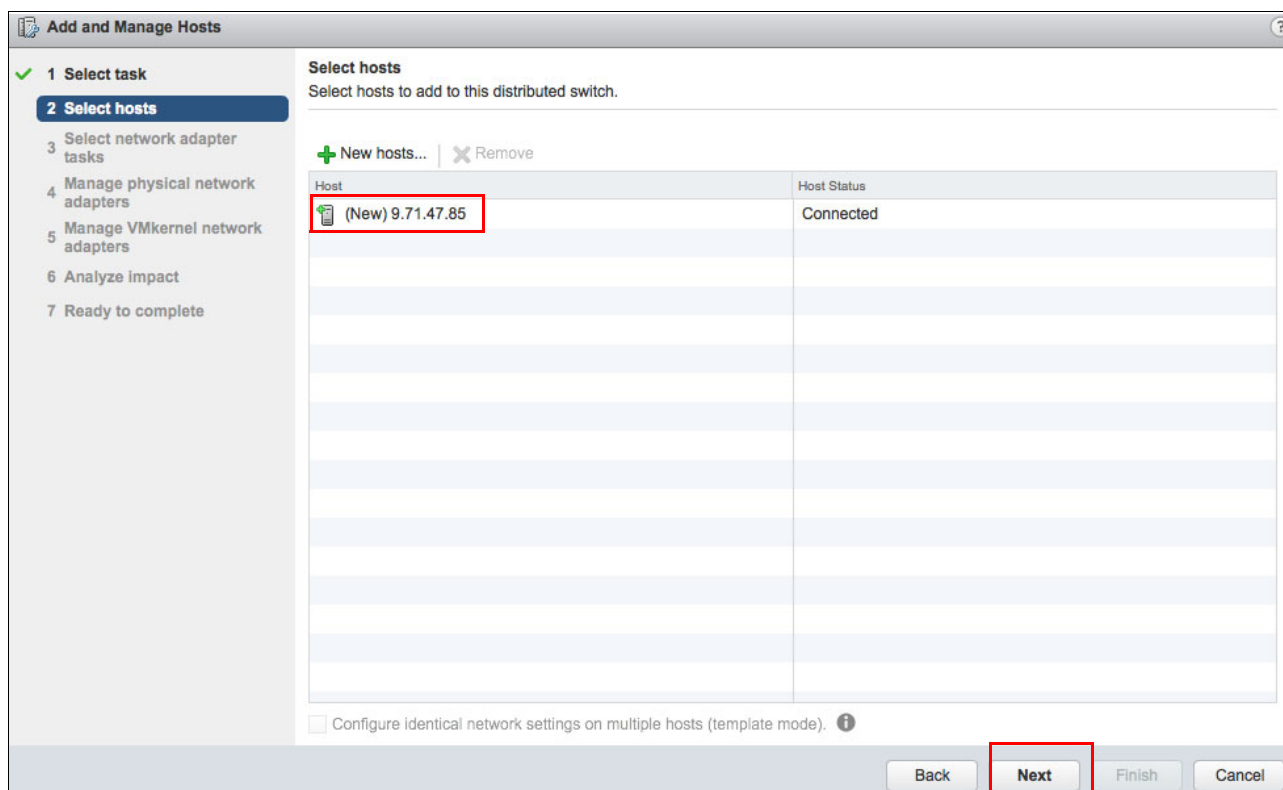 Add and Manage Hosts
?
1 Select task
2 Select hosts
3 Select network adapter
tasks
4 Manage physical network
adapters
5 Manage VMkernel network
adapters
6 Analyze impact
7 Ready to complete
Select hosts
Select hosts to add to this distributed switch.
New hosts... Remove
Host Host Status
(New) 9.71.47.85 Connected
Configure identical network settings on multiple hosts (template mode).
Back Next Finish Cancel